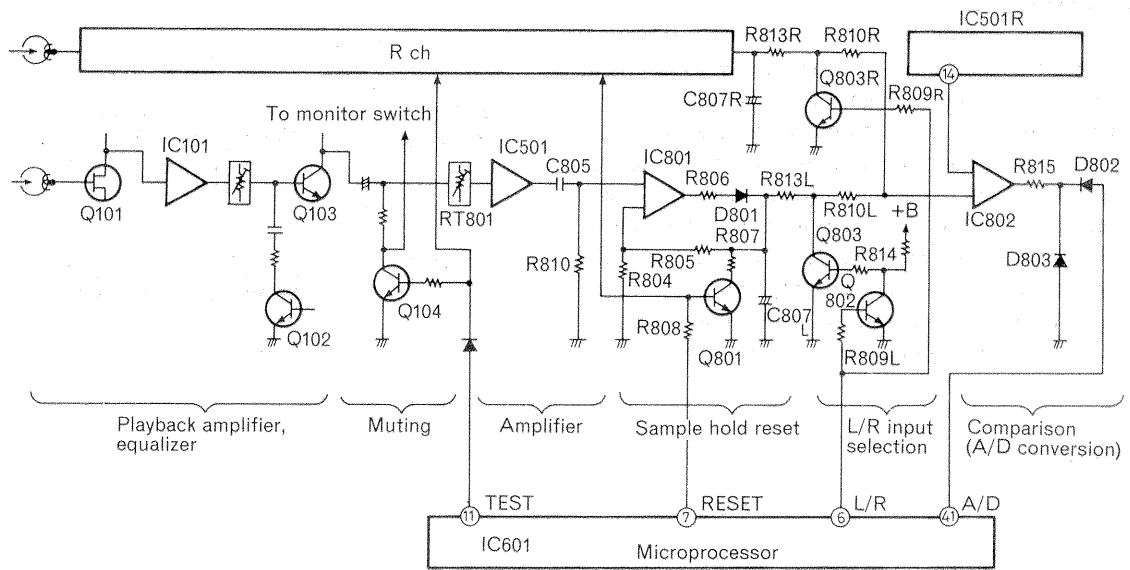 IC501R
R813R
R810R
R ch
14
Q803R
R809R
C807R
To monitor switch
IC101
IC501
C805
IC801
R806
R813L
R815
D802
Q101
Q103
RT801
D801
R810L
+B
IC802
R807
Q803
R814
D803
R805
R810
R804
Q
802
Q104
R808
C807
L
Q102
Q801
R809L
Playback amplifier,
equalizer
Muting
Amplifier
Sample hold reset
L/R input
selection
Comparison
(A/D conversion)
11 TEST
7 RESET
6 L/R
41 A/D
IC601
Microprocessor